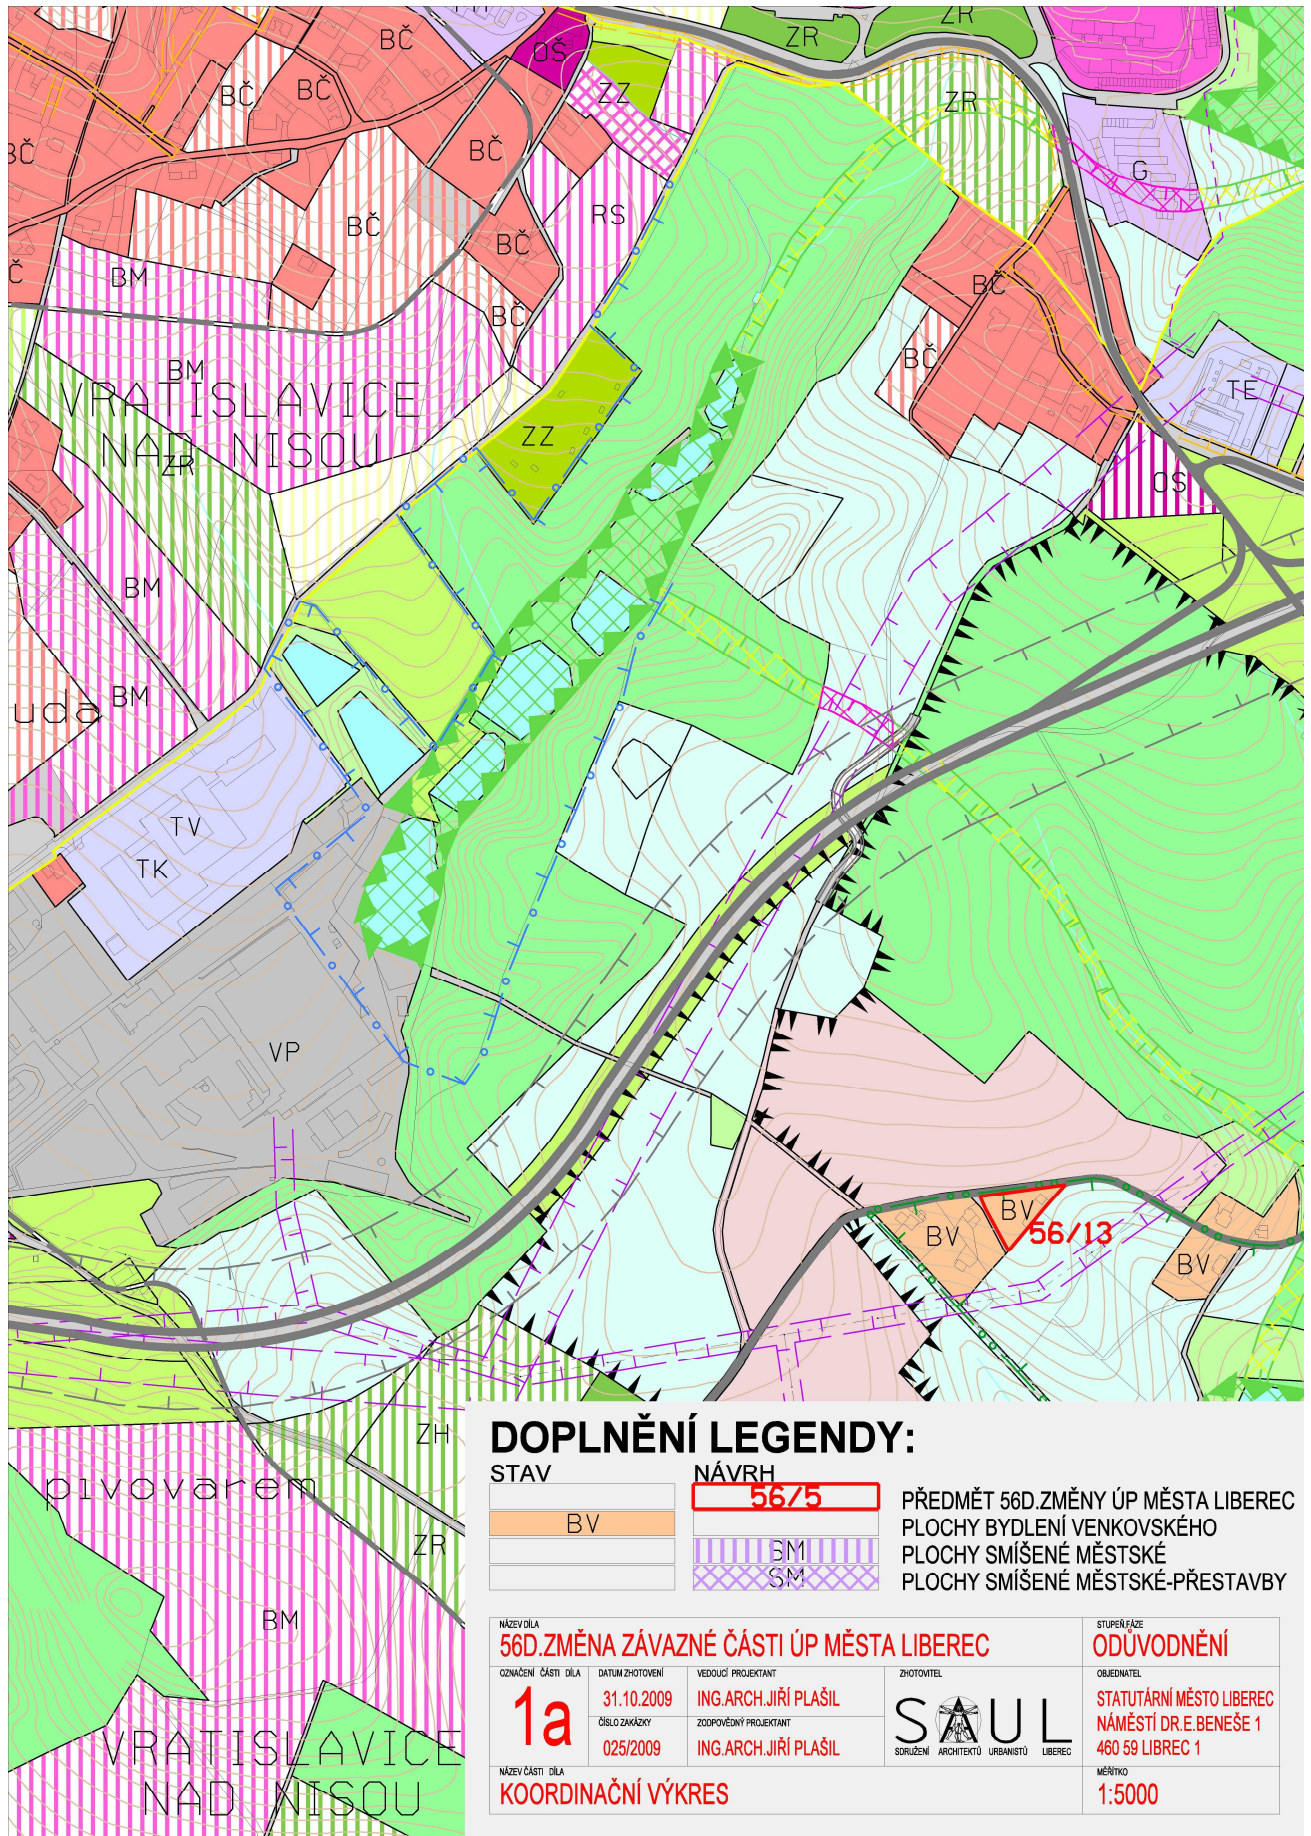 ZR
ZR
BČ
OŠ
BČ
BČ
ZZ
ZR
BČ
BČ
G
RS
BČ
BČ
BM
BČ
BČ
BČ
BM
VRATISLAVICE
NAD NISOU
ZR
ZZ
TE
OS
BM
BM
uda
TV
TK
VP
BV
BV
56/13
BV
ZH
pivovarem
ZR
BM
VRATISLAVICE
NAD NISOU
DOPLNĚNÍ LEGENDY:
STAV NÁVRH
56/5 PŘEDMĚT 56D.ZMĚNY ÚP MĚSTA LIBEREC
BV PLOCHY BYDLENÍ VENKOVSKÉHO
SM PLOCHY SMÍŠENÉ MĚSTSKÉ
SM PLOCHY SMÍŠENÉ MĚSTSKÉ-PŘESTAVBY
NÁZEV DÍLA
56D.ZMĚNA ZÁVAZNÉ ČÁSTI ÚP MĚSTA LIBEREC
STUPEŇ,FÁZE
ODŮVODNĚNÍ
OZNAČENÍ ČÁSTI DÍLA
1a
DATUM ZHOTOVENÍ
31.10.2009
VEDOUCÍ PROJEKTANT
ING.ARCH.JIŘÍ PLAŠIL
ČÍSLO ZAKÁZKY
025/2009
ZODPOVĚDNÝ PROJEKTANT
ING.ARCH.JIŘÍ PLAŠIL
ZHOTOVITEL
SAUL
SDRUŽENÍ ARCHITEKTŮ URBANISTŮ LIBEREC
OBJEDNATEL
STATUTÁRNÍ MĚSTO LIBEREC
NÁMĚSTÍ DR.E.BENEŠE 1
460 59 LIBREC 1
NÁZEV ČÁSTI DÍLA
KOORDINAČNÍ VÝKRES
MĚŘÍTKO
1:5000